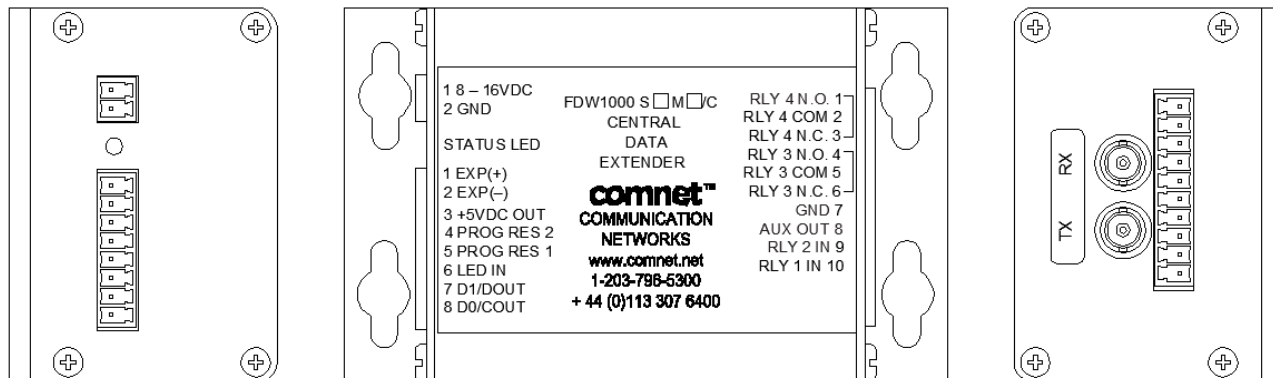 1 8 – 16VDC
2 GND
STATUS LED
1 EXP(+)
2 EXP(–)
3 +5VDC OUT
4 PROG RES 2
5 PROG RES 1
6 LED IN
7 D1/DOUT
8 D0/COUT
FDW1000 S□M□/C
CENTRAL
DATA
EXTENDER
comnet™
COMMUNICATION
NETWORKS
www.comnet.net
1-203-796-5300
+ 44 (0)113 307 6400
RLY 4 N.O. 1
RLY 4 COM 2
RLY 4 N.C. 3
RLY 3 N.O. 4
RLY 3 COM 5
RLY 3 N.C. 6
GND 7
AUX OUT 8
RLY 2 IN 9
RLY 1 IN 10
RX
TX